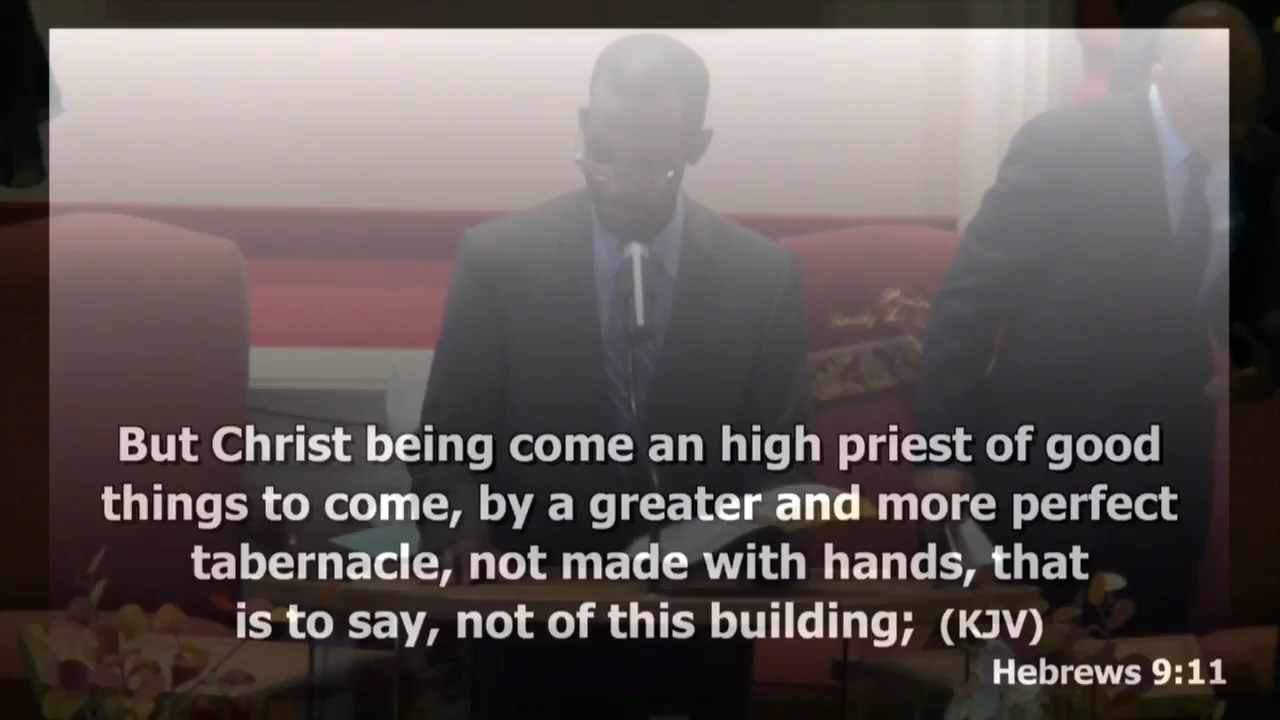 But Christ being come an high priest of good
things to come, by a greater and more perfect
tabernacle, not made with hands, that
is to say, not of this building; (KJV)
Hebrews 9:11